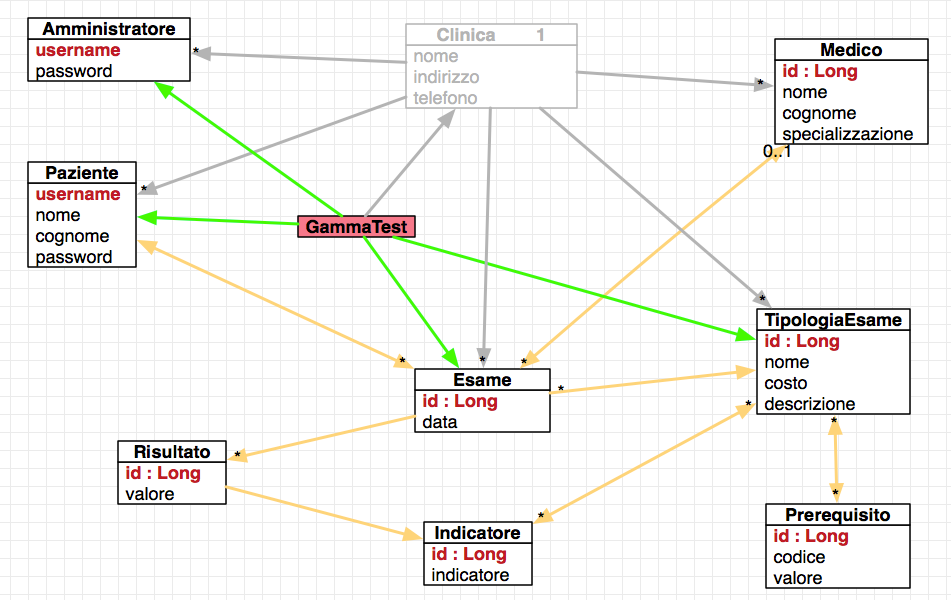 Amministratore
username
password
*
Clinica 1
nome
indirizzo
telefono
Medico
id : Long
nome
cognome
specializzazione
*
0..1
Paziente
username
nome
cognome
password
*
GammaTest
*
TipologiaEsame
id : Long
nome
costo
descrizione
*
*
*
*
Esame
id : Long
data
*
*
*
Risultato
id : Long
valore
*
Indicatore
id : Long
indicatore
*
*
Prerequisito
id : Long
codice
valore